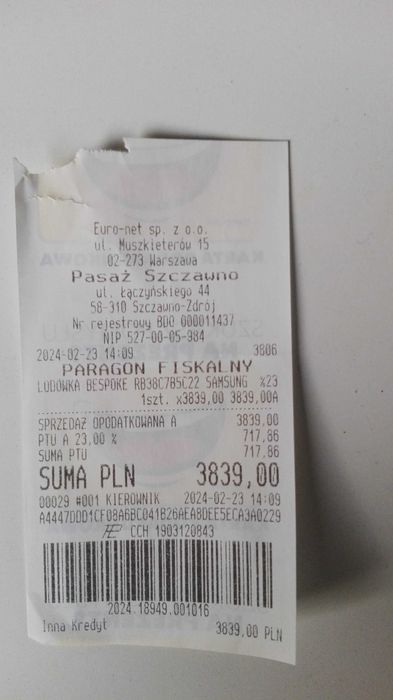 Euro-net sp. z o.o.
ul. Muszkieterów 15
02-273 Warszawa
Pasaż Szczawno
ul. Łączyńskiego 44
58-310 Szczawno-Zdrój
Nr rejestrowy BDO 000011437
NIP 527-00-05-984
2024-02-23 14:09 3806
PARAGON FISKALNY
LODÓWKA BESPOKE RB38C7B5C22 SAMSUNG %23
1szt. x3839,00 3839,00A
SPRZEDAŻ OPODATKOWANA A 3839,00
PTU A 23,00 % 717,86
SUMA PTU 717,86
SUMA PLN 3839,00
00029 #001 KIEROWNIK 2024-02-23 14:09
A4447DDD1CF08A6BC041B26AEA8DEE5ECA3A0229
CCH 1903120843
2024.18949.001016
Inna Kredyt 3839,00 PLN